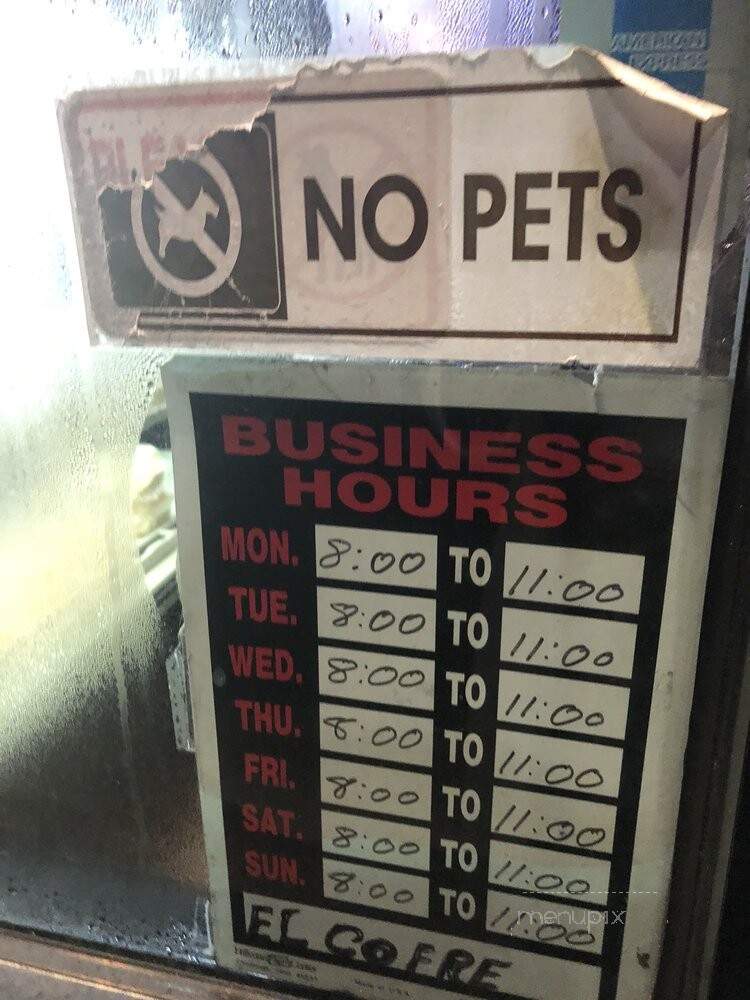 AMERICAN
EXPRESS
NO PETS
BUSINESS
HOURS
MON. 8:00 TO 11:00
TUE. 8:00 TO 11:00
WED. 8:00 TO 11:00
THU. 8:00 TO 11:00
FRI. 8:00 TO 11:00
SAT. 8:00 TO 11:00
SUN. 8:00 TO 11:00
menupix
EL COFRE